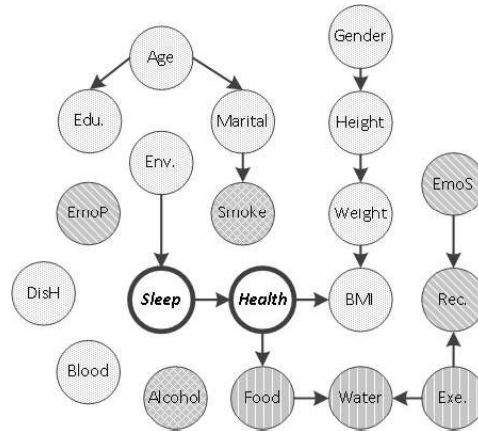 Gender
Age
Edu.
Marital
Height
Env.
EmoP
Smoke
Weight
EmoS
DisH
Sleep
Health
BMI
Rec.
Blood
Alcohol
Food
Water
Exe.